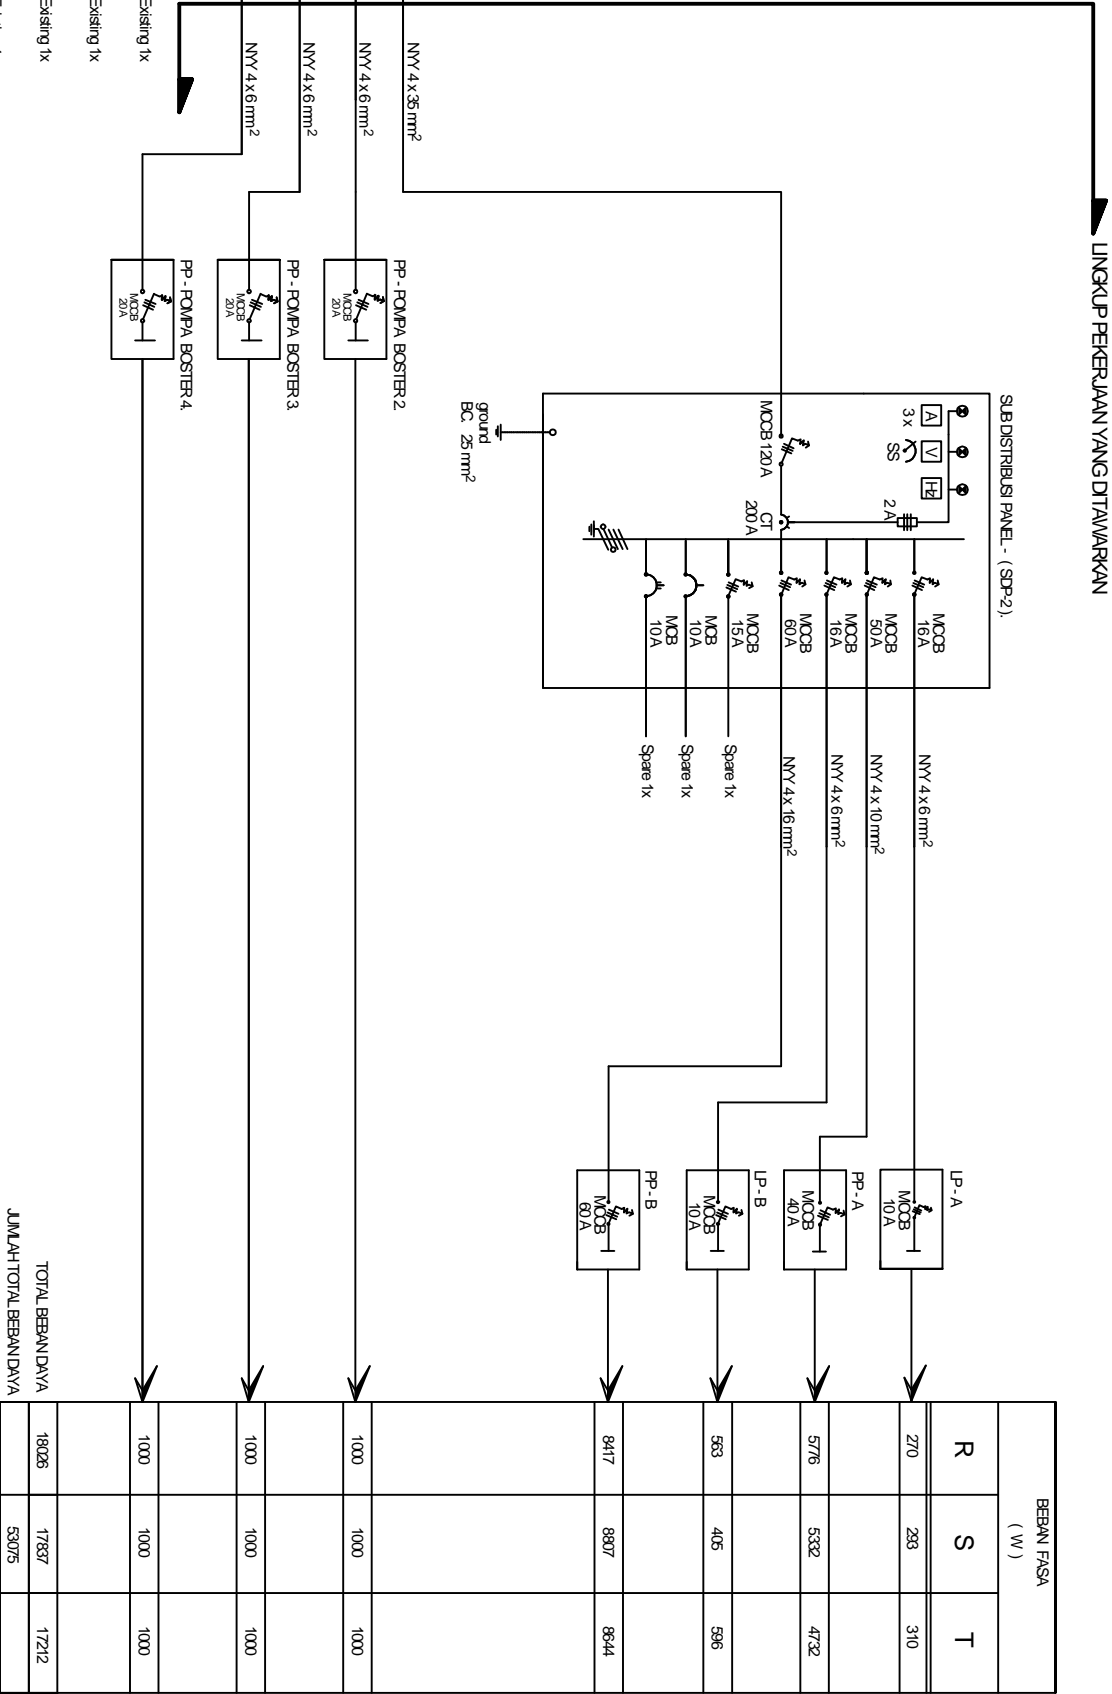 LINGKUP PEKERJAAN YANG DITAWARKAN
SUB DISTRIBUSI PANEL - ( SDP-2 ).
A
V
Hz
3 x
SS
2 A
MCCB 120 A
CT
200 A
ground
BC. 25 mm2
MCCB
16 A
MCCB
50 A
MCCB
16 A
MCCB
60 A
MCCB
15 A
MCB
10 A
MCB
10 A
NYY 4 x 6 mm2
NYY 4 x 10 mm2
NYY 4 x 6 mm2
NYY 4 x 16 mm2
Spare 1x
Spare 1x
Spare 1x
LP - A
MCCB
10 A
PP - A
MCCB
40 A
LP - B
MCCB
10 A
PP - B
MCCB
60 A
NYY 4 x 35 mm2
NYY 4 x 6 mm2
NYY 4 x 6 mm2
NYY 4 x 6 mm2
PP - POMPA BOSTER 2.
MCCB
20 A
PP - POMPA BOSTER 3.
MCCB
20 A
PP - POMPA BOSTER 4.
MCCB
20 A
Existing 1x
Existing 1x
Existing 1x
BEBAN FASA
( W )
R S T
270 293 310
5776 5332 4732
563 405 596
8417 8807 8644
1000 1000 1000
1000 1000 1000
1000 1000 1000
TOTAL BEBAN DAYA 18026 17837 17212
JUMLAH TOTAL BEBAN DAYA 53075